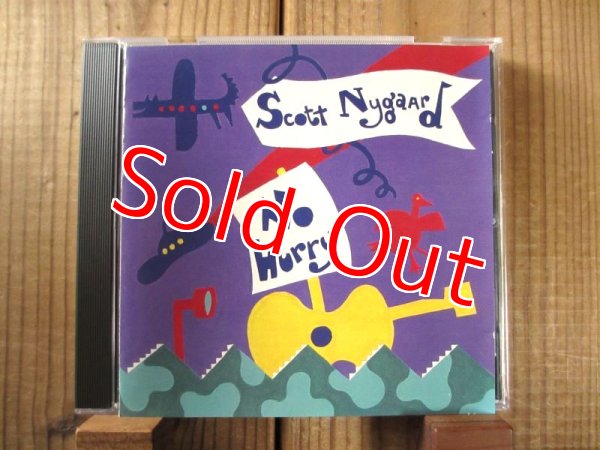 Scott Nygaard
No
Hurry
Sold Out